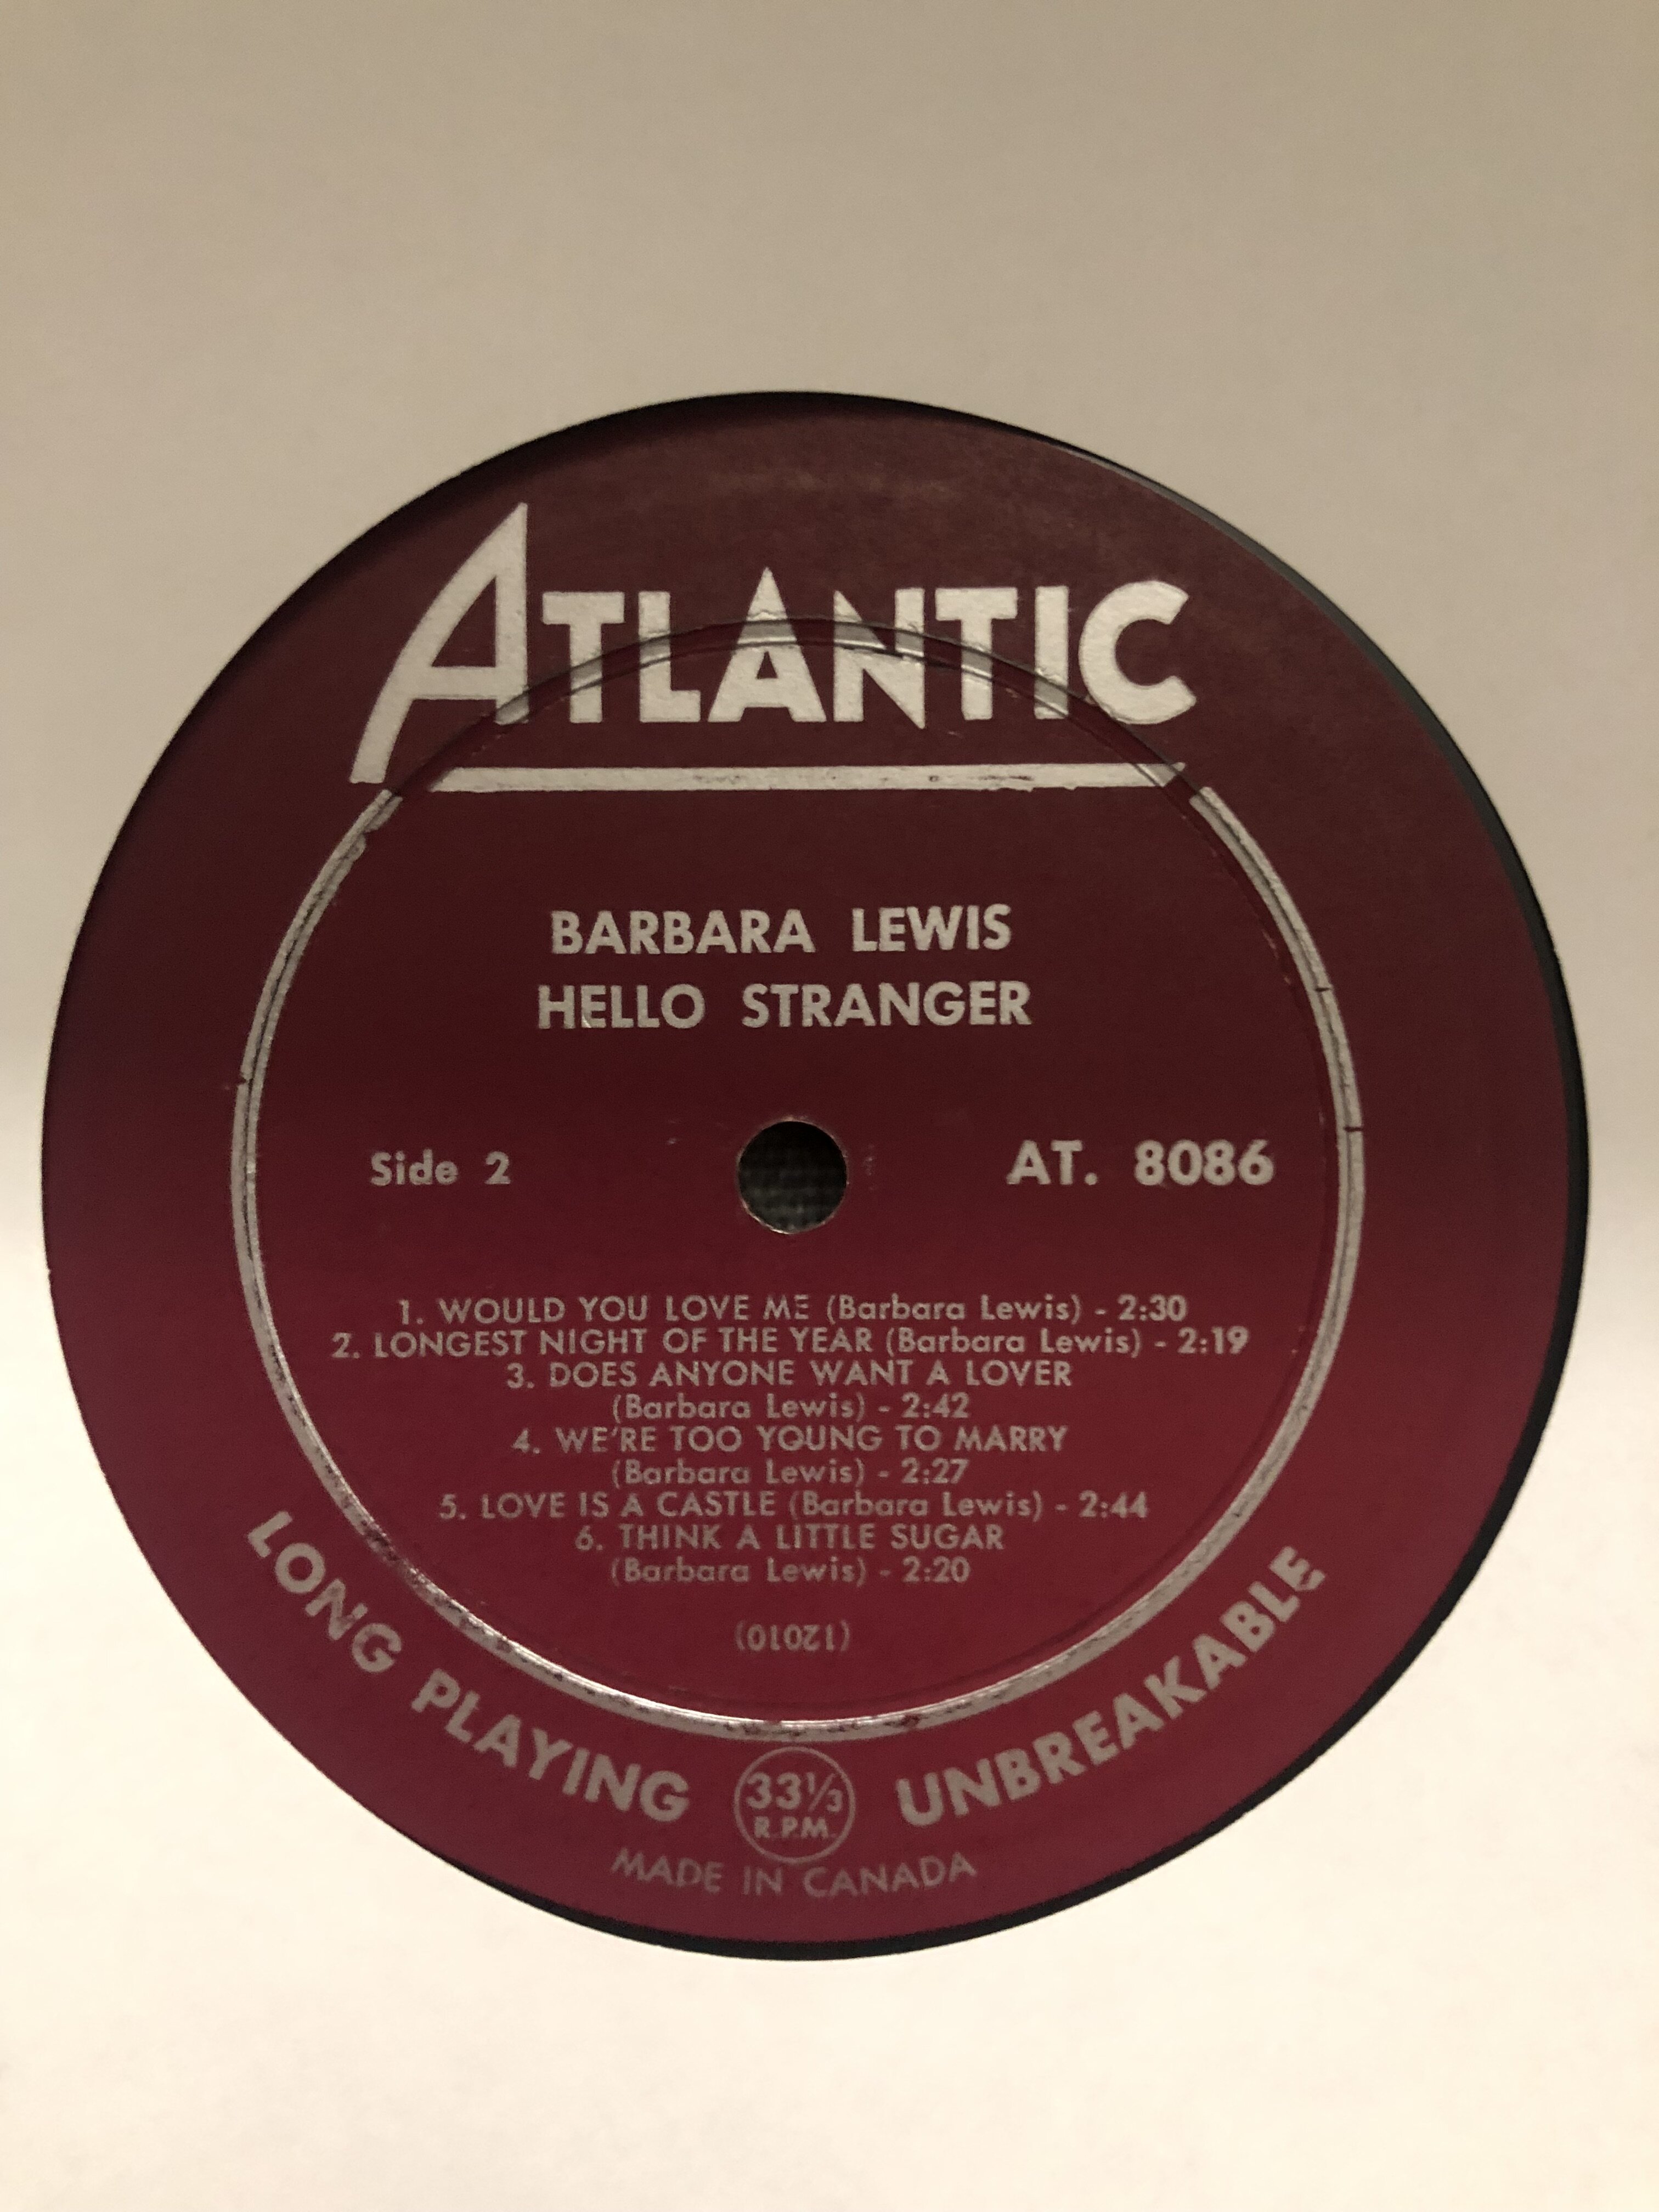 ATLANTIC
BARBARA LEWIS
HELLO STRANGER
Side 2
AT. 8086
1. WOULD YOU LOVE ME (Barbara Lewis) - 2:30
2. LONGEST NIGHT OF THE YEAR (Barbara Lewis) - 2:19
3. DOES ANYONE WANT A LOVER
(Barbara Lewis) - 2:42
4. WE'RE TOO YOUNG TO MARRY
(Barbara Lewis) - 2:27
5. LOVE IS A CASTLE (Barbara Lewis) - 2:44
6. THINK A LITTLE SUGAR
(Barbara Lewis) - 2:20
(12010)
LONG PLAYING
33⅓
R.P.M.
UNBREAKABLE
MADE IN CANADA